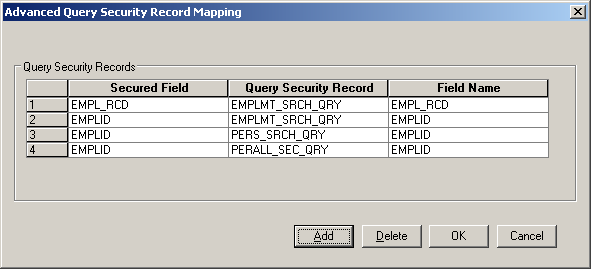 Advanced Query Security Record Mapping
Query Security Records
Secured Field Query Security Record Field Name
1 EMPL_RCD EMPLMT_SRCH_QRY EMPL_RCD
2 EMPLID EMPLMT_SRCH_QRY EMPLID
3 EMPLID PERS_SRCH_QRY EMPLID
4 EMPLID PERALL_SEC_QRY EMPLID
Add Delete OK Cancel